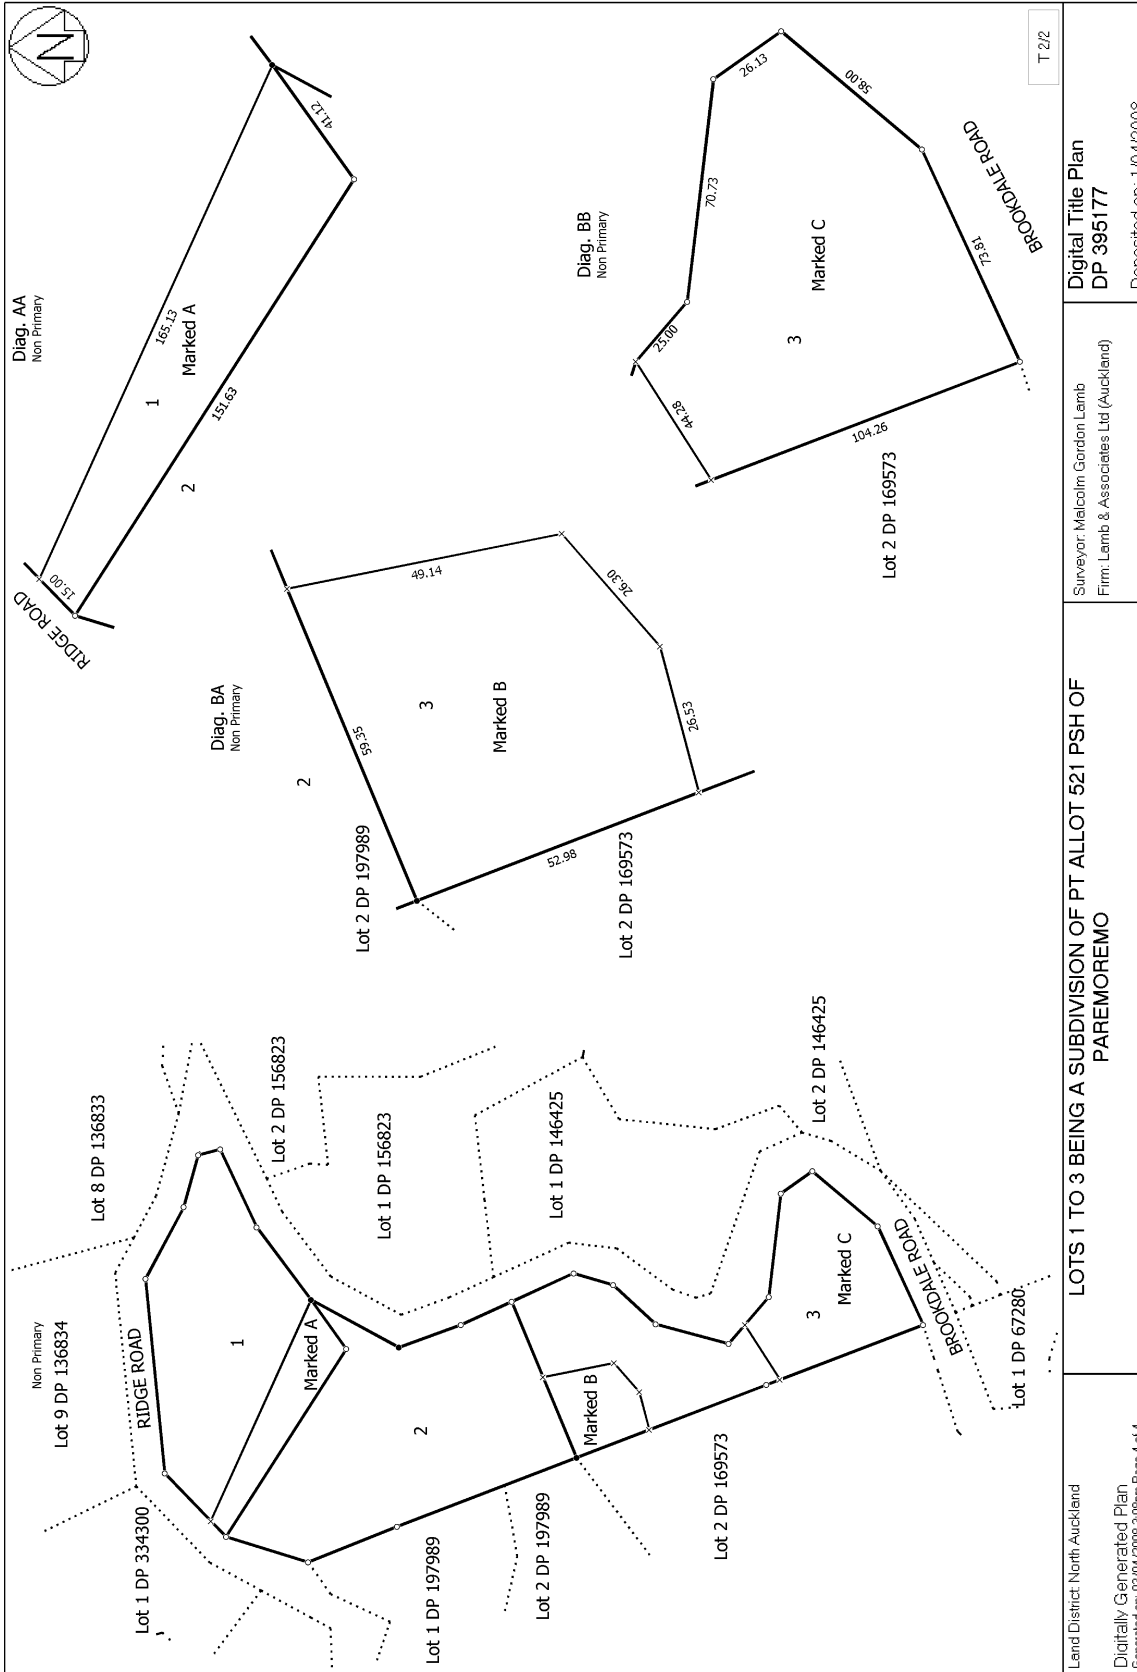 N
Non Primary
Lot 9 DP 136834
Lot 8 DP 136833
RIDGE ROAD
Lot 1 DP 334300
1
Marked A
Lot 2 DP 156823
Lot 1 DP 156823
2
Lot 1 DP 197989
Lot 2 DP 197989
Marked B
Lot 1 DP 146425
Lot 2 DP 169573
3
Marked C
Lot 2 DP 146425
BROOKDALE ROAD
Lot 1 DP 67280
Diag. AA
Non Primary
RIDGE ROAD
15.00
165.13
1
Marked A
2
151.63
41.12
Diag. BA
Non Primary
2
Lot 2 DP 197989
59.35
49.14
3
Marked B
26.30
26.53
52.98
Lot 2 DP 169573
Diag. BB
Non Primary
25.00
44.28
70.73
26.13
58.00
3
Marked C
73.81
104.26
Lot 2 DP 169573
BROOKDALE ROAD
T 2/2
Land District: North Auckland
Digitally Generated Plan
LOTS 1 TO 3 BEING A SUBDIVISION OF PT ALLOT 521 PSH OF
PAREMOREMO
Surveyor: Malcolm Gordon Lamb
Firm: Lamb & Associates Ltd (Auckland)
Digital Title Plan
DP 395177
Deposited on: 1/04/2008